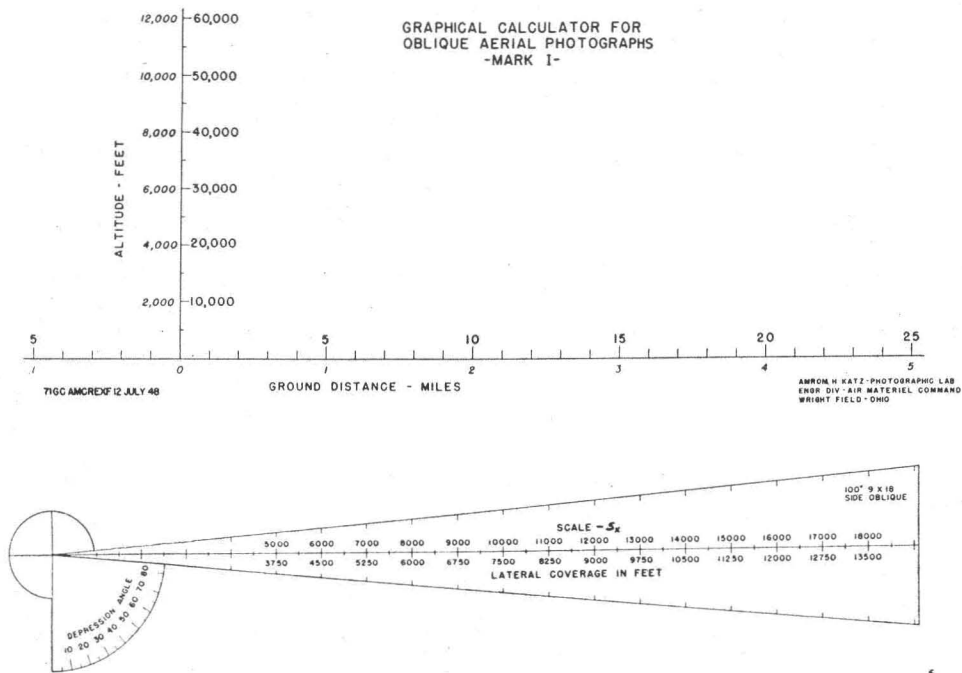 GRAPHICAL CALCULATOR FOR
OBLIQUE AERIAL PHOTOGRAPHS
-MARK I-
ALTITUDE - FEET
12,000 60,000
10,000 50,000
8,000 40,000
6,000 30,000
4,000 20,000
2,000 10,000
5 5 10 15 20 25
1 0 1 2 3 4 5
GROUND DISTANCE - MILES
71GC AMCREXF 12 JULY 48
AMROM. H KATZ-PHOTOGRAPHIC LAB
ENGR DIV-AIR MATERIEL COMMAND
WRIGHT FIELD-OHIO
100" 9 X 18
SIDE OBLIQUE
SCALE - Sx
5000 6000 7000 8000 9000 10000 11000 12000 13000 14000 15000 16000 17000 18000
3750 4500 5250 6000 6750 7500 8250 9000 9750 10500 11250 12000 12750 13500
LATERAL COVERAGE IN FEET
DEPRESSION ANGLE
10 20 30 40 50 60 70 80